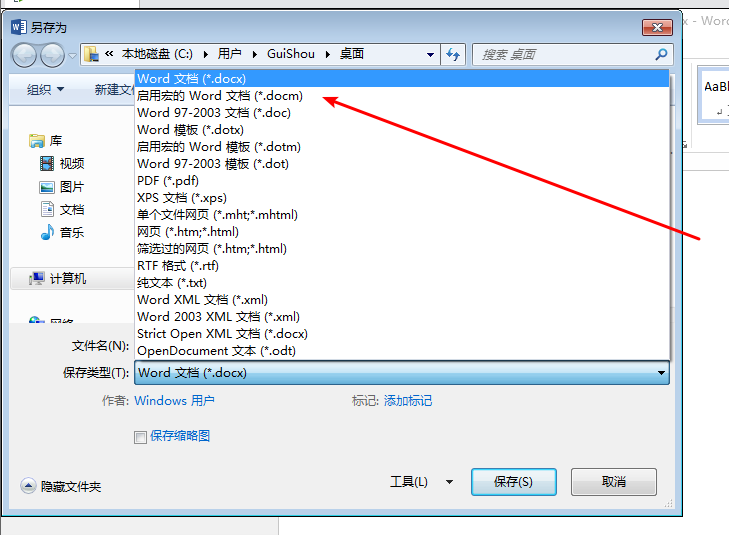 另存为
x - Word
« 本地磁盘 (C:) ▸ 用户 ▸ GuiShou ▸ 桌面
搜索 桌面
组织
新建文
AaBl
Word 文档 (*.docx)
启用宏的 Word 文档 (*.docm)
Word 97-2003 文档 (*.doc)
Word 模板 (*.dotx)
启用宏的 Word 模板 (*.dotm)
Word 97-2003 模板 (*.dot)
PDF (*.pdf)
XPS 文档 (*.xps)
单个文件网页 (*.mht;*.mhtml)
网页 (*.htm;*.html)
筛选过的网页 (*.htm;*.html)
RTF 格式 (*.rtf)
纯文本 (*.txt)
Word XML 文档 (*.xml)
Word 2003 XML 文档 (*.xml)
Strict Open XML 文档 (*.docx)
OpenDocument 文本 (*.odt)
库
视频
图片
文档
音乐
计算机
网络
文件名(N):
保存类型(T): Word 文档 (*.docx)
作者: Windows 用户
标记: 添加标记
保存缩略图
隐藏文件夹
工具(L)
保存(S)
取消